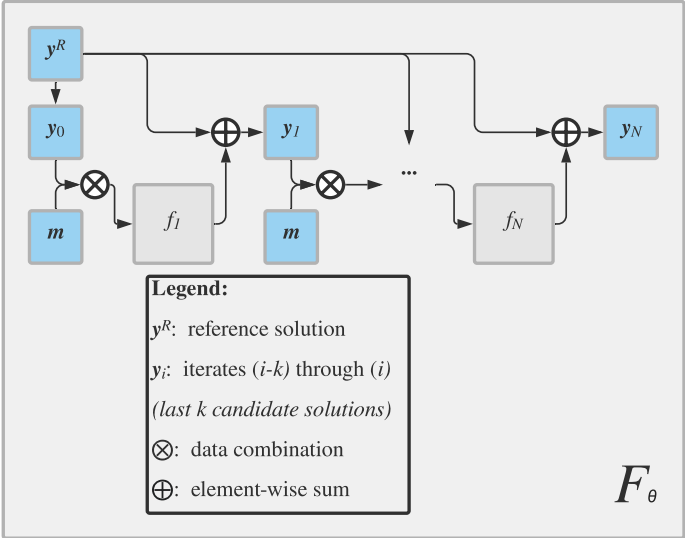 y^R
y_0
m
f_1
y_1
m
...
f_N
y_N
Legend:
y^R: reference solution
y_i: iterates (i-k) through (i)
(last k candidate solutions)
⊗: data combination
⊕: element-wise sum
F_θ